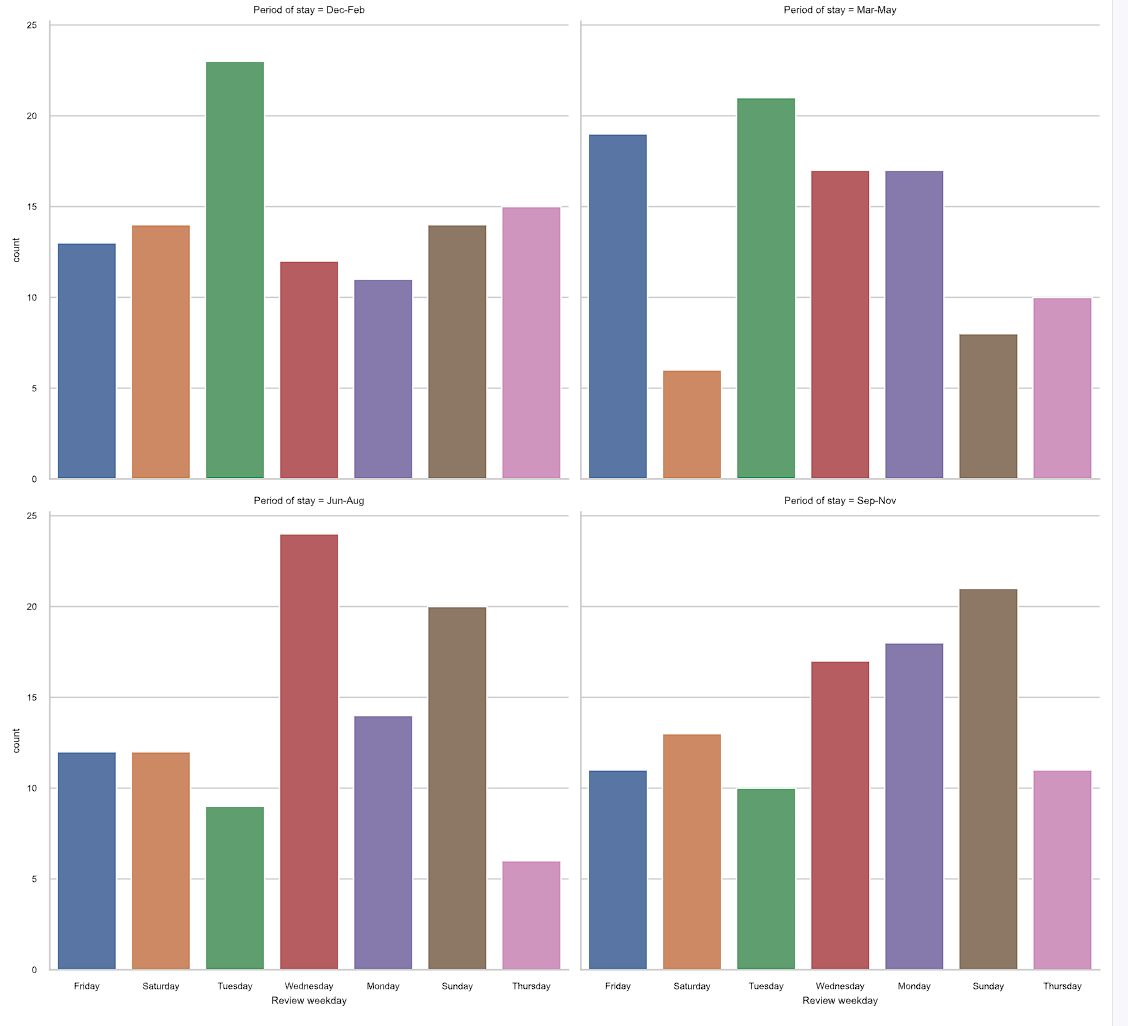 Period of stay = Dec-Feb
Period of stay = Mar-May
25
20
15
10
5
0
count
Period of stay = Jun-Aug
Period of stay = Sep-Nov
25
20
15
10
5
0
count
Friday Saturday Tuesday Wednesday Monday Sunday Thursday
Review weekday
Friday Saturday Tuesday Wednesday Monday Sunday Thursday
Review weekday